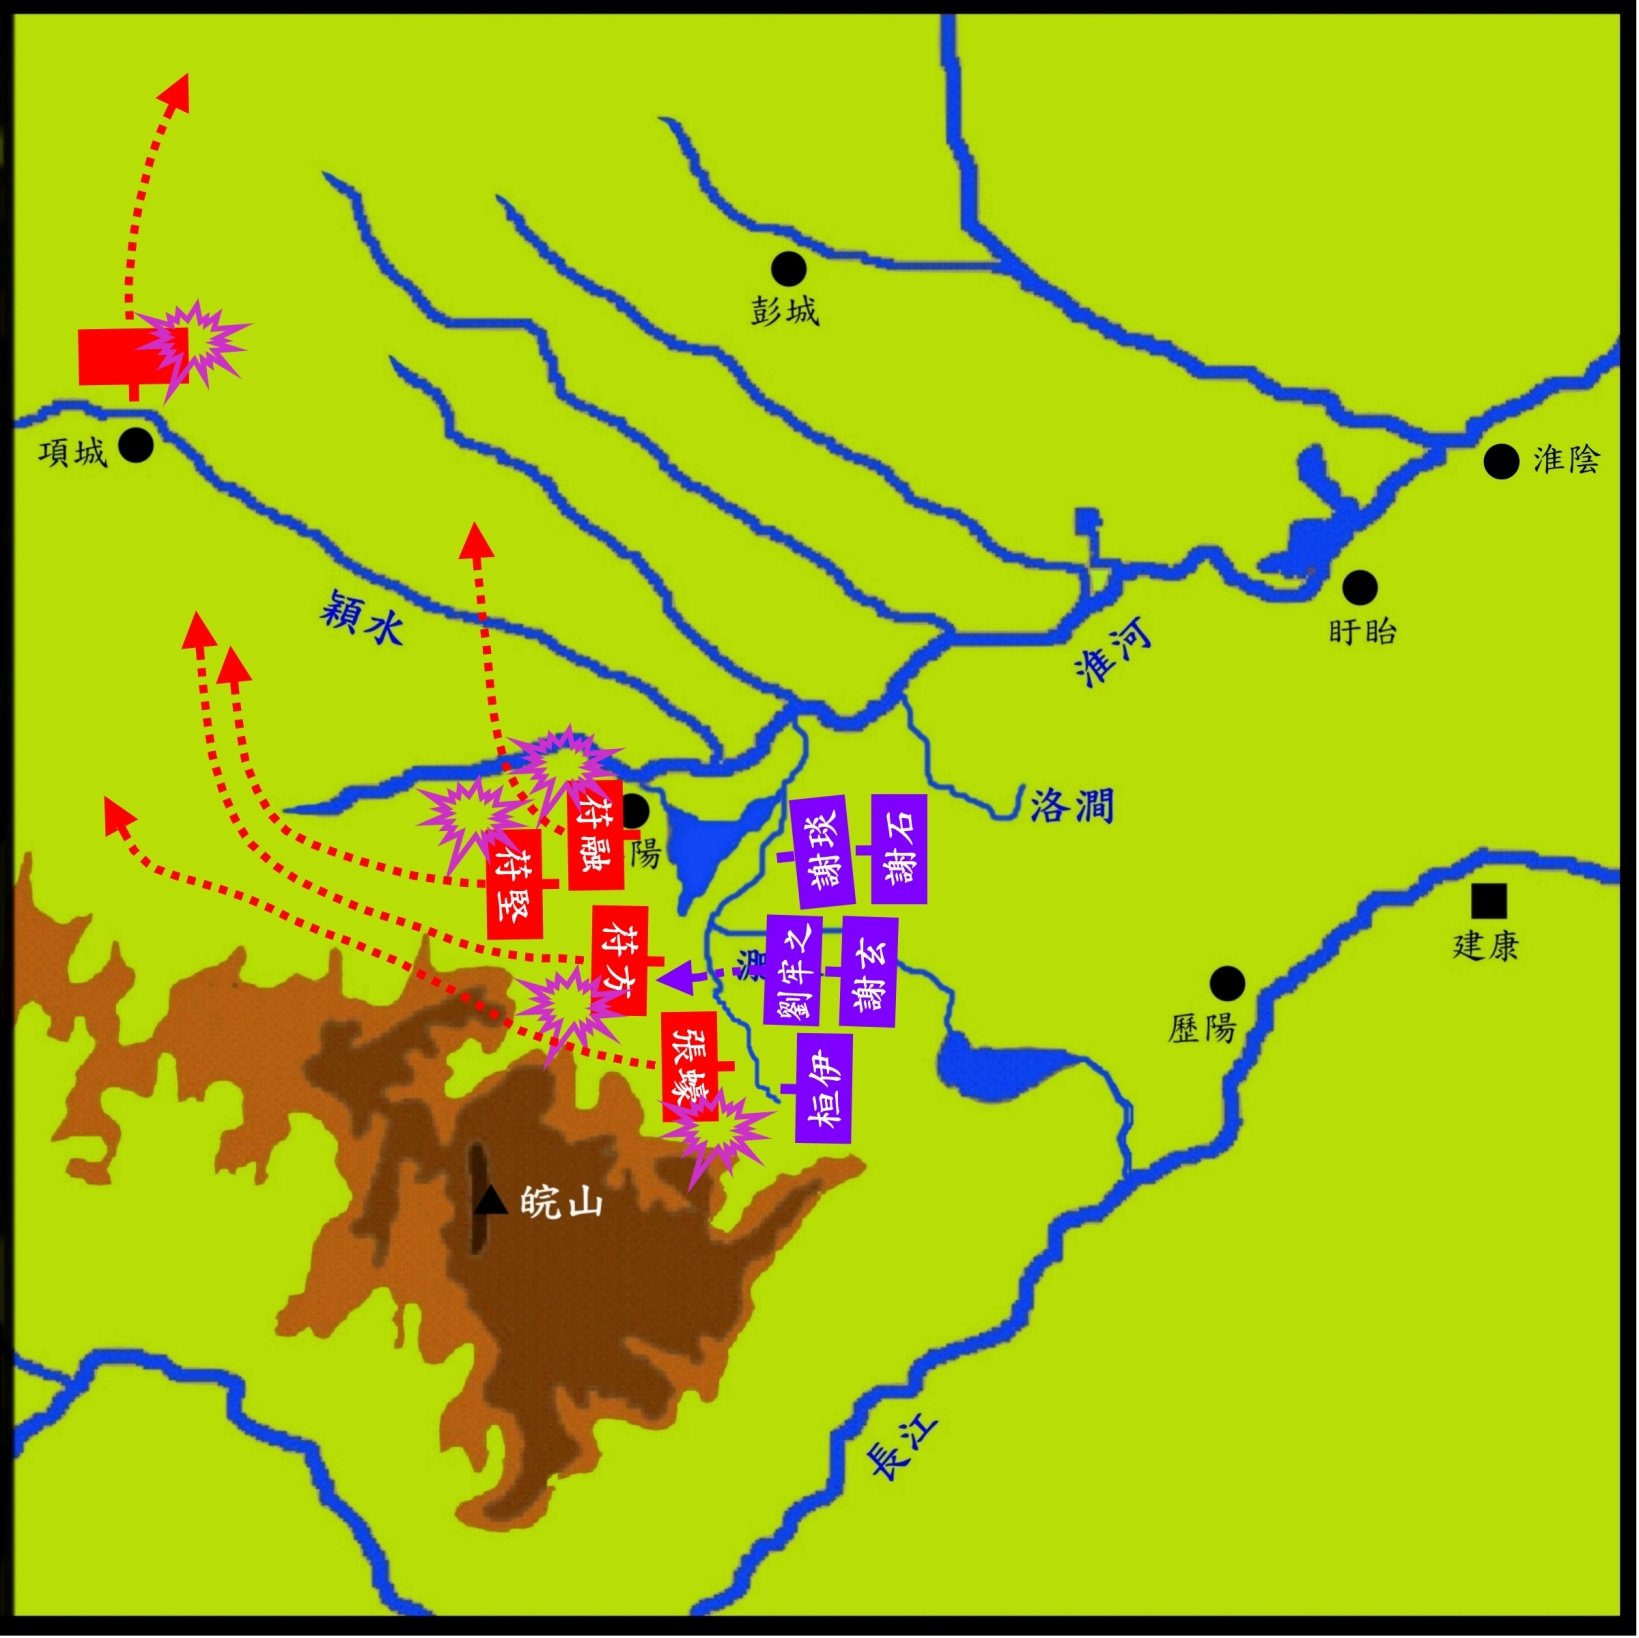 彭城
項城
淮陰
盱眙
穎水
淮河
洛澗
陽
苻融
苻堅
謝琰
謝石
建康
苻方
劉牢之
謝玄
歷陽
張蠔
桓伊
皖山
長江